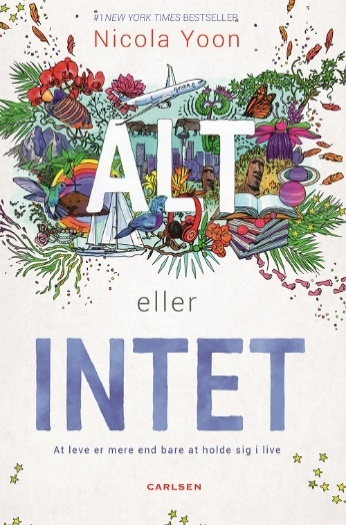 #1 NEW YORK TIMES BESTSELLER
Nicola Yoon
ALT
eller
INTET
At leve er mere end bare at holde sig i live
CARLSEN